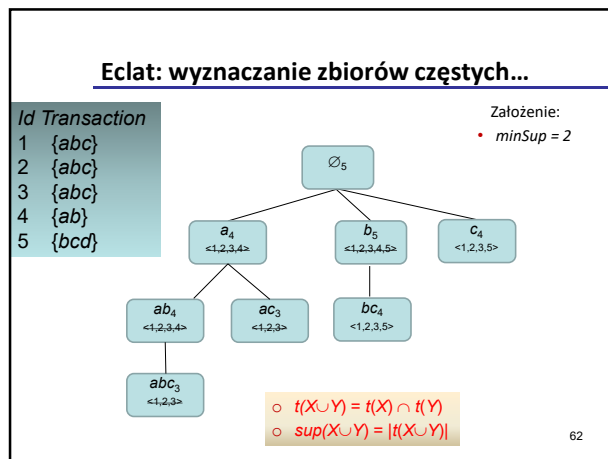 Eclat: wyznaczanie zbiorów częstych...
Id Transaction
1 {abc}
2 {abc}
3 {abc}
4 {ab}
5 {bcd}
Założenie:
• minSup = 2
∅5
a4
<1,2,3,4>
b5
<1,2,3,4,5>
c4
<1,2,3,5>
ab4
<1,2,3,4>
ac3
<1,2,3>
bc4
<1,2,3,5>
abc3
<1,2,3>
o t(X∪Y) = t(X) ∩ t(Y)
o sup(X∪Y) = |t(X∪Y)|
62